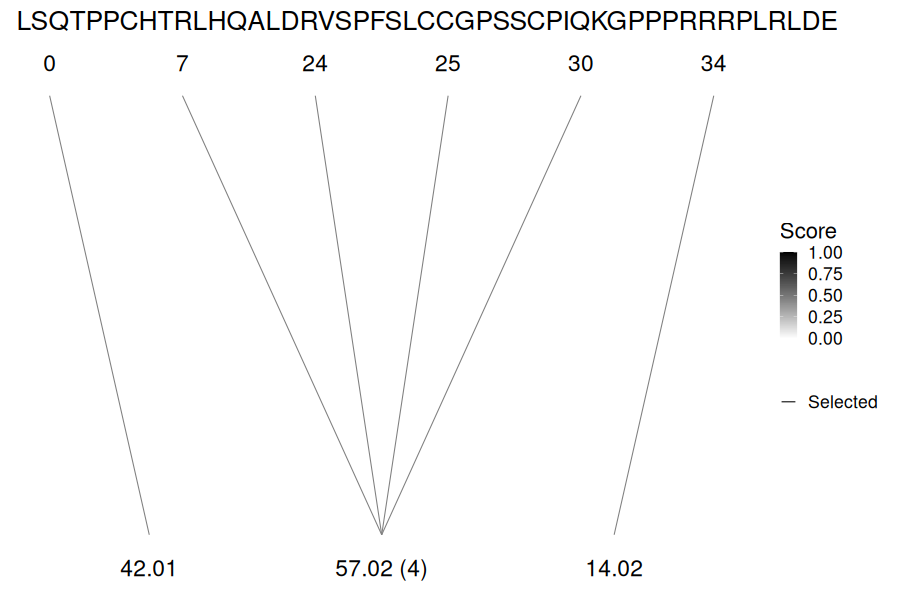 LSQTPPCHTRLHQALDRVSPFSLCCGPSSCPIQKGPPPRRRPLRLDE
0 7 24 25 30 34
Score
1.00
0.75
0.50
0.25
0.00
Selected
42.01 57.02 (4) 14.02